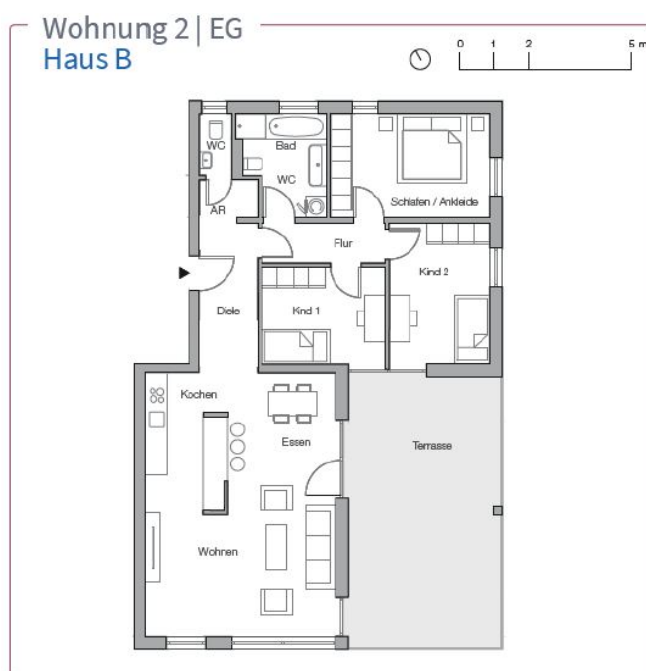 Wohnung 2 | EG
Haus B
0 1 2 5 m
WC
Bad
WC
AR
Schlafen / Ankleide
Flur
Kind 2
Diele
Kind 1
Kochen
Essen
Terrasse
Wohnen